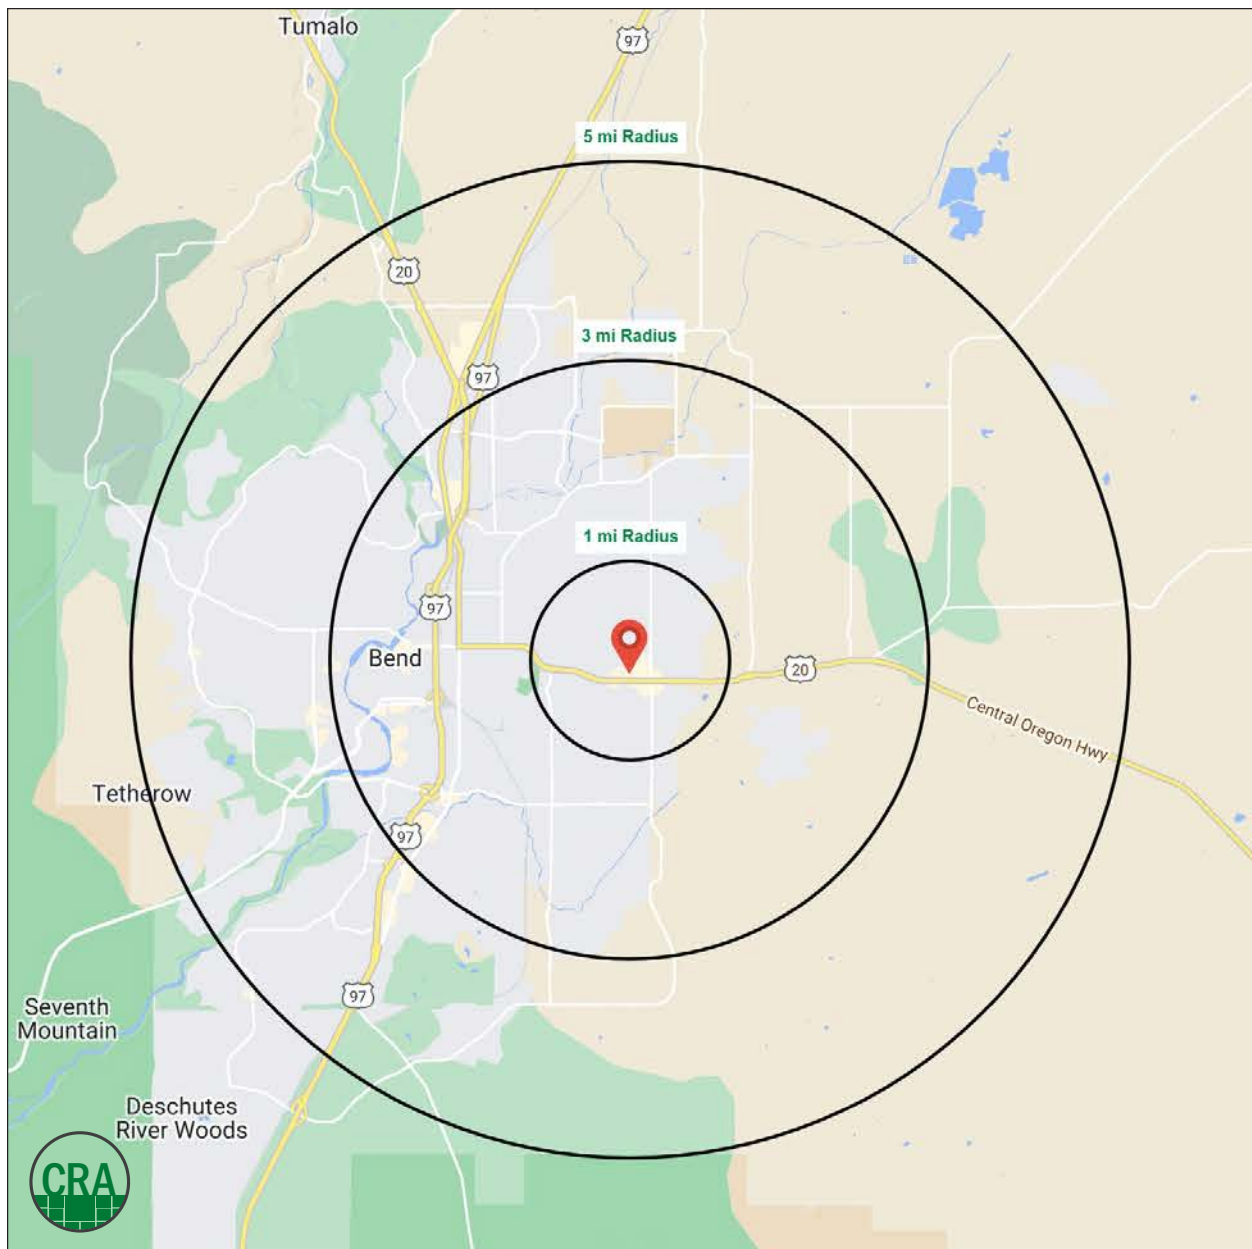 Tumalo
97
5 mi Radius
20
3 mi Radius
97
1 mi Radius
97
Bend
20
Central Oregon Hwy
Tetherow
97
Seventh
Mountain
97
Deschutes
River Woods
CRA